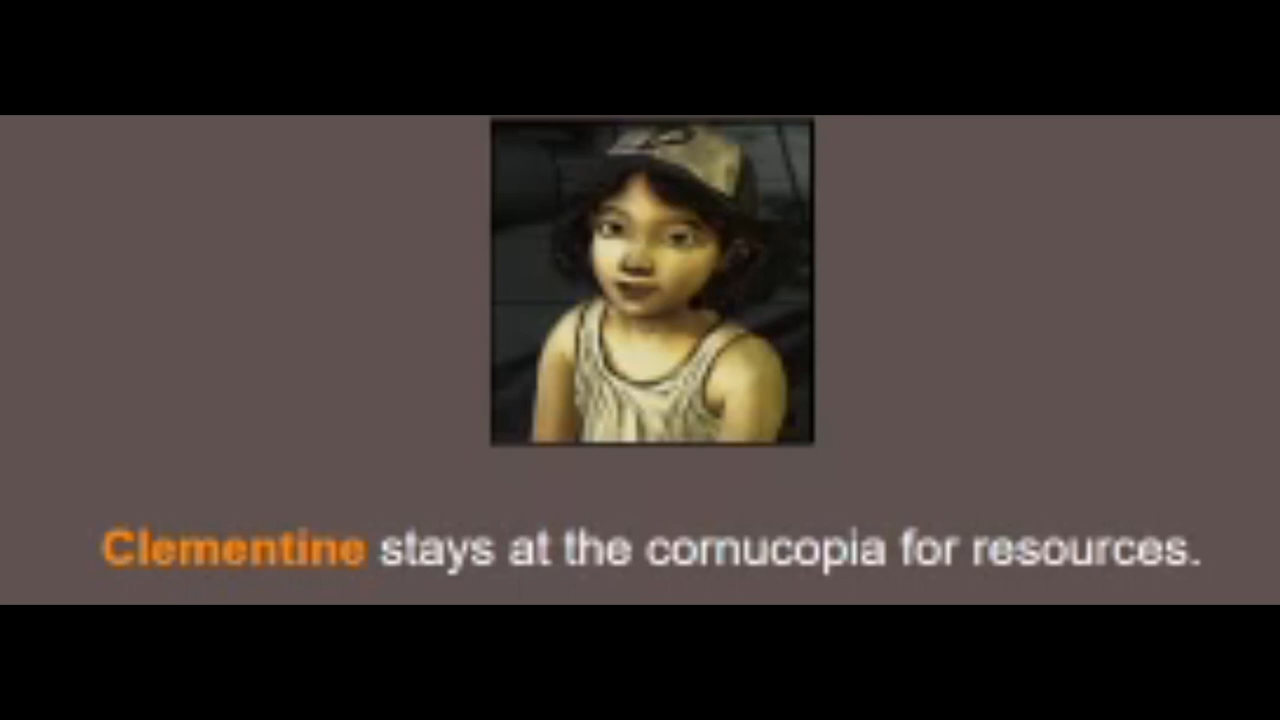 Clementine stays at the cornucopia for resources.